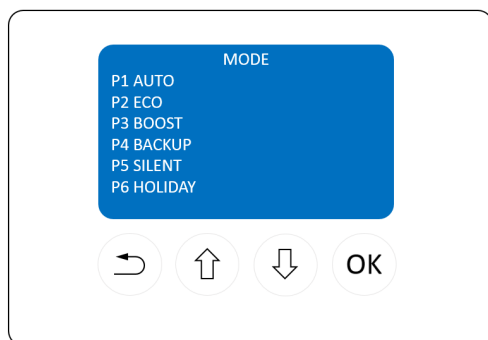 MODE
P1 AUTO
P2 ECO
P3 BOOST
P4 BACKUP
P5 SILENT
P6 HOLIDAY
OK